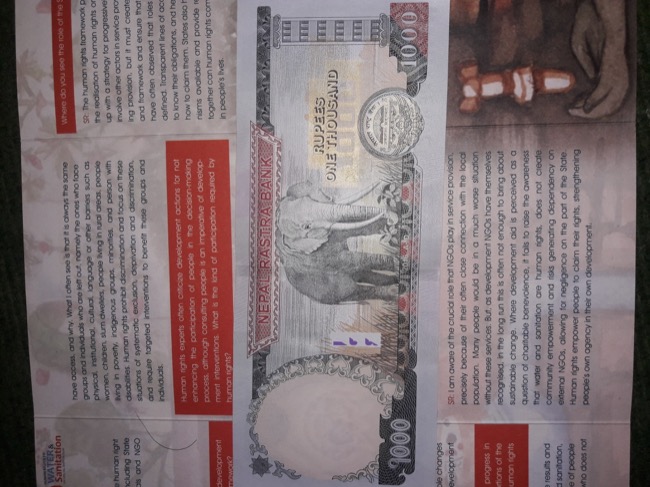 WATER &
Sanitation
e human right
cluding State
als and NGO
development
mework?
have access, and why. What I often see is that it is always the same
groups and individuals who are left out, namely the ones who face
physical, institutional, cultural, language or other barriers such as
women, children, slum dwellers, people living in rural areas, people
living in poverty, indigenous groups, minorities, and person with
disabilities. Human rights prohibit discrimination and focus on these
situations of systematic exclusion, deprivation and discrimination,
and require targeted interventions to benefit these groups and
individuals.
Human rights experts often criticize development actions for not
enhancing the participation of people in the decision-making
process, although consulting people is an imperative of develop-
ment interventions. What is the kind of participation required by
human rights?
Where do you see the role of the S
SR: The human rights framework p
the realisation of human rights or
up with a strategy for progressive
involve other actors in service pro
ing provision, but it must create
and framework and ensure that
have often observed that roles
defined. Transparent lines of acc
to know their obligations, and he
how to claim them. States also h
nisms available and provide re
together can human rights com
in people's lives.
NEPAL RASTRA BANK
RUPEES
ONE THOUSAND
1000
1000
ple changes
evelopment
progress in
rtions of the
uman rights
e results and
d sanitation,
e of people
who does not
SR: I am aware of the crucial role that NGOs play in service provision,
precisely because of their often close connection with the local
population. Many people would be in a much worse situation
without these services. But, as development NGOs have themselves
recognised, in the long run this is often not enough to bring about
sustainable change. Where development aid is perceived as a
question of charitable benevolence, it fails to raise the awareness
that water and sanitation are human rights, does not create
community empowerment and risks generating dependency on
external NGOs, allowing for negligence on the part of the State.
Human rights empower people to claim their rights, strengthening
people's own agency in their own development.